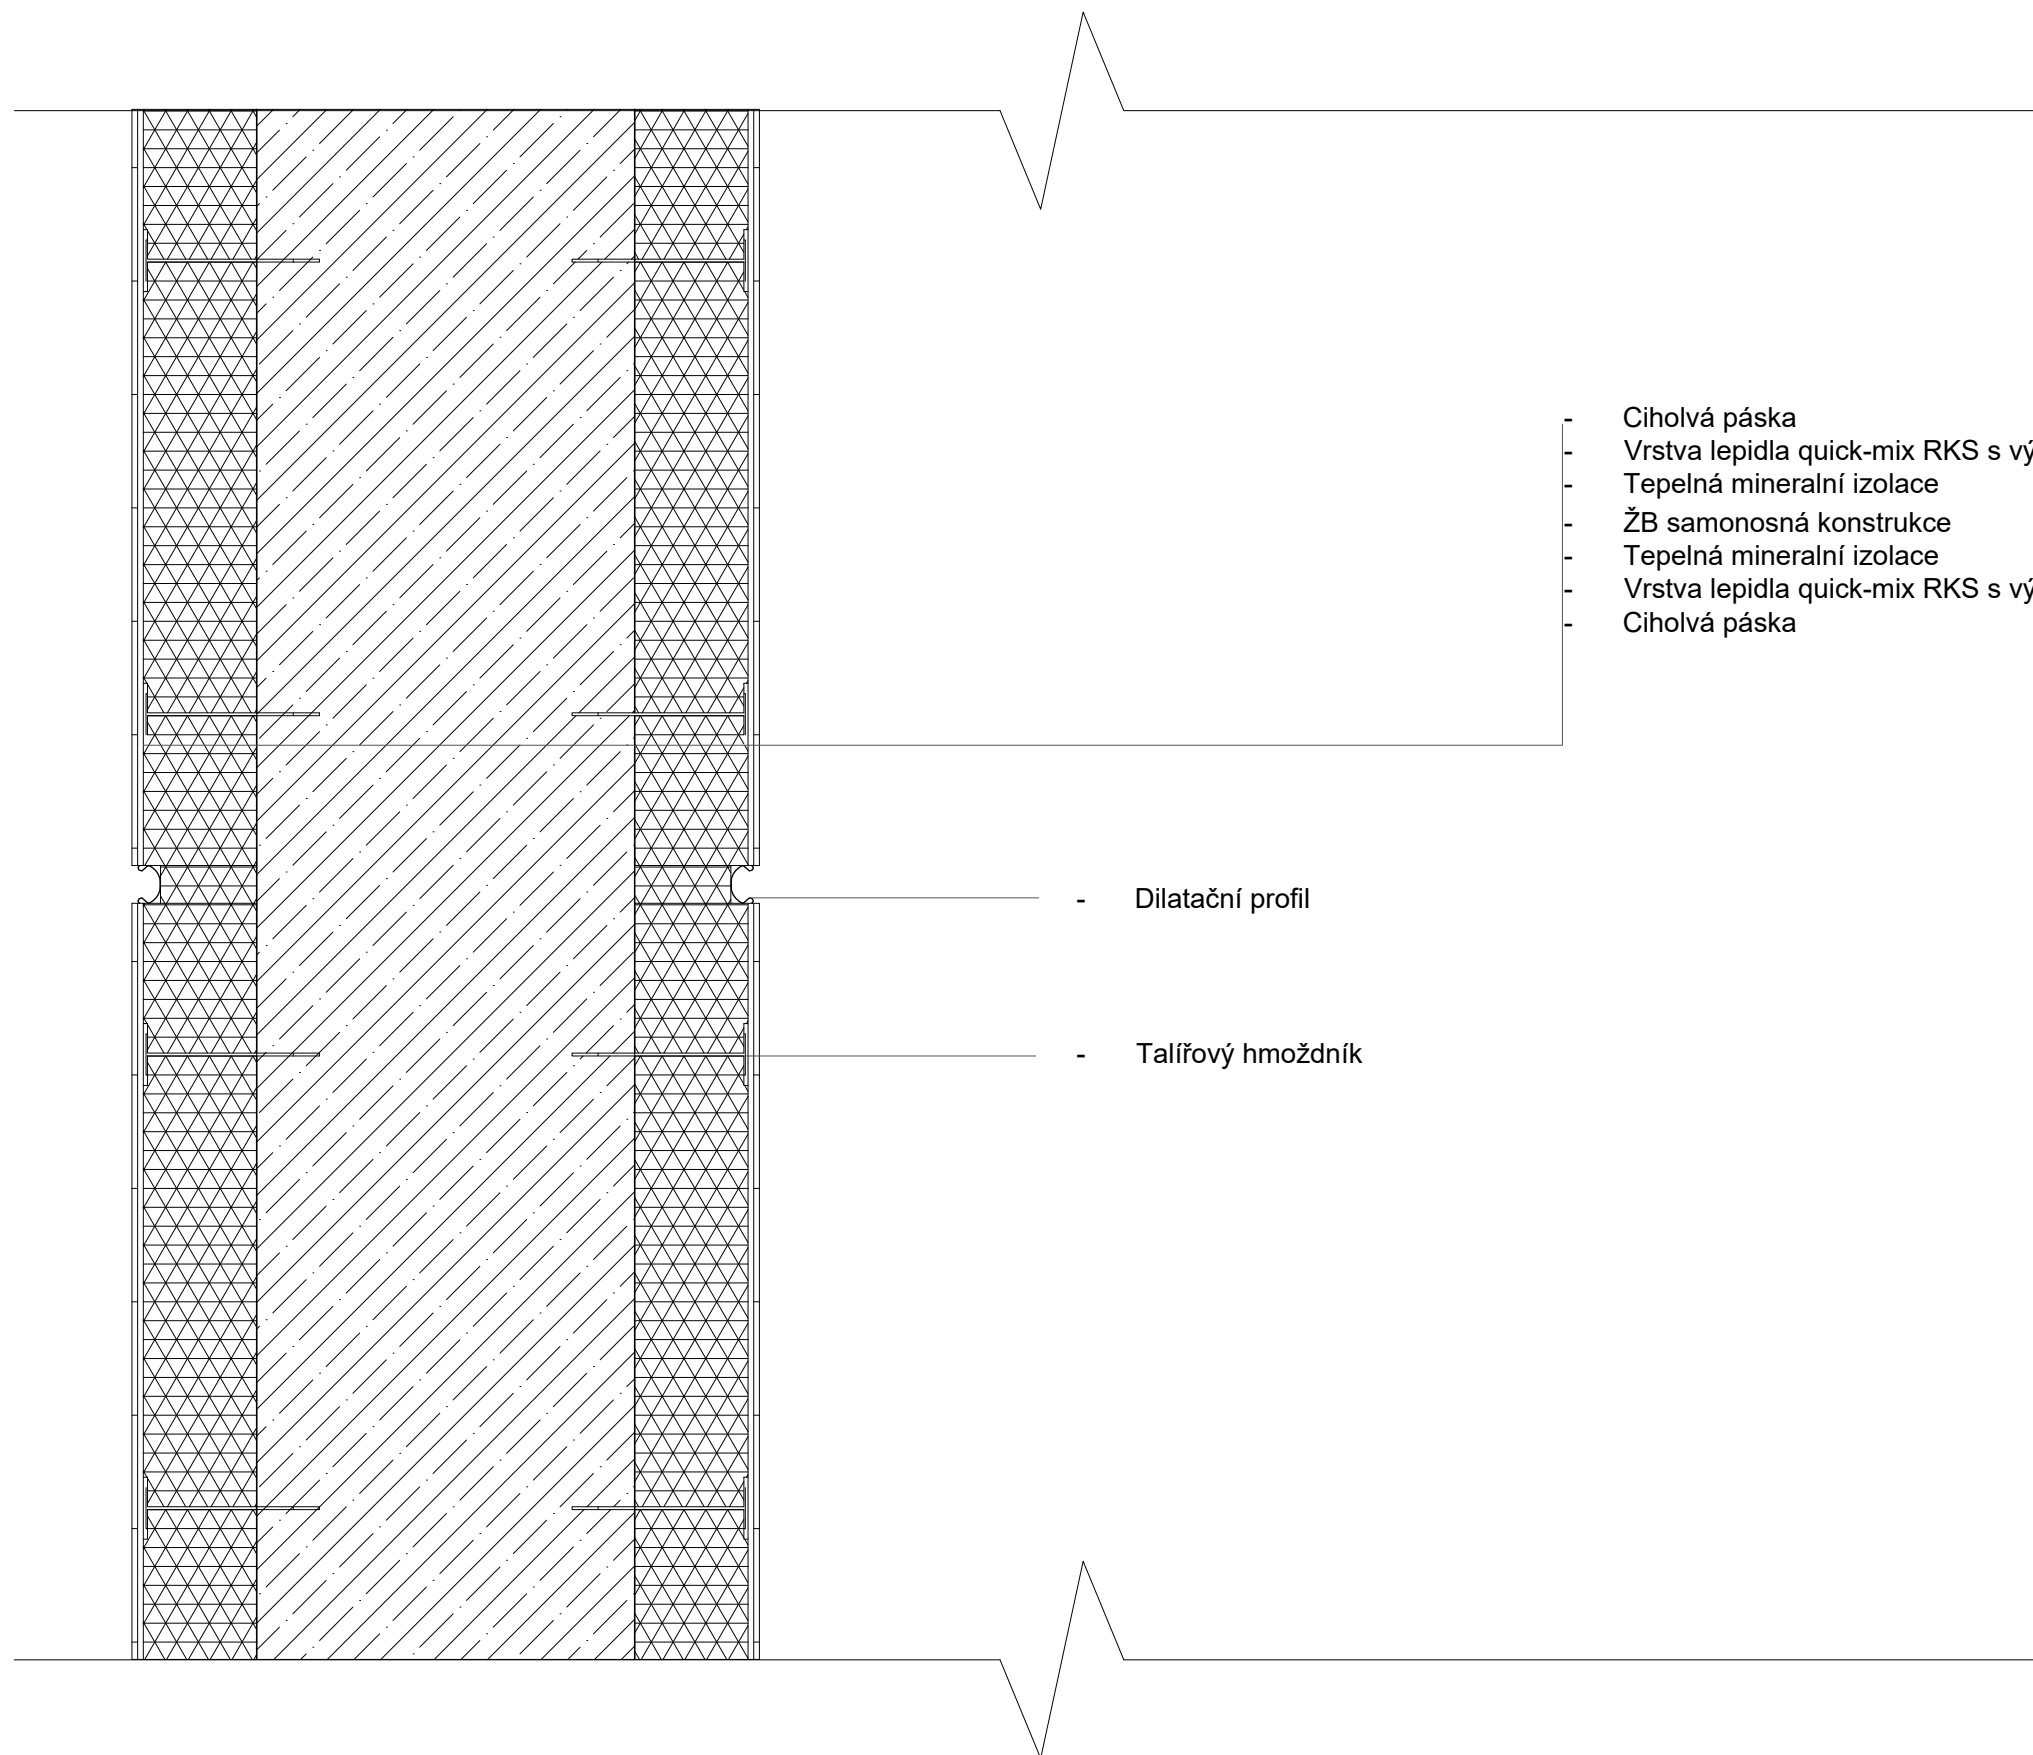 - Ciholvá páska
- Vrstva lepidla quick-mix RKS s vý
- Tepelná mineralní izolace
- ŽB samonosná konstrukce
- Tepelná mineralní izolace
- Vrstva lepidla quick-mix RKS s vý
- Ciholvá páska
- Dilatační profil
- Talířový hmoždník